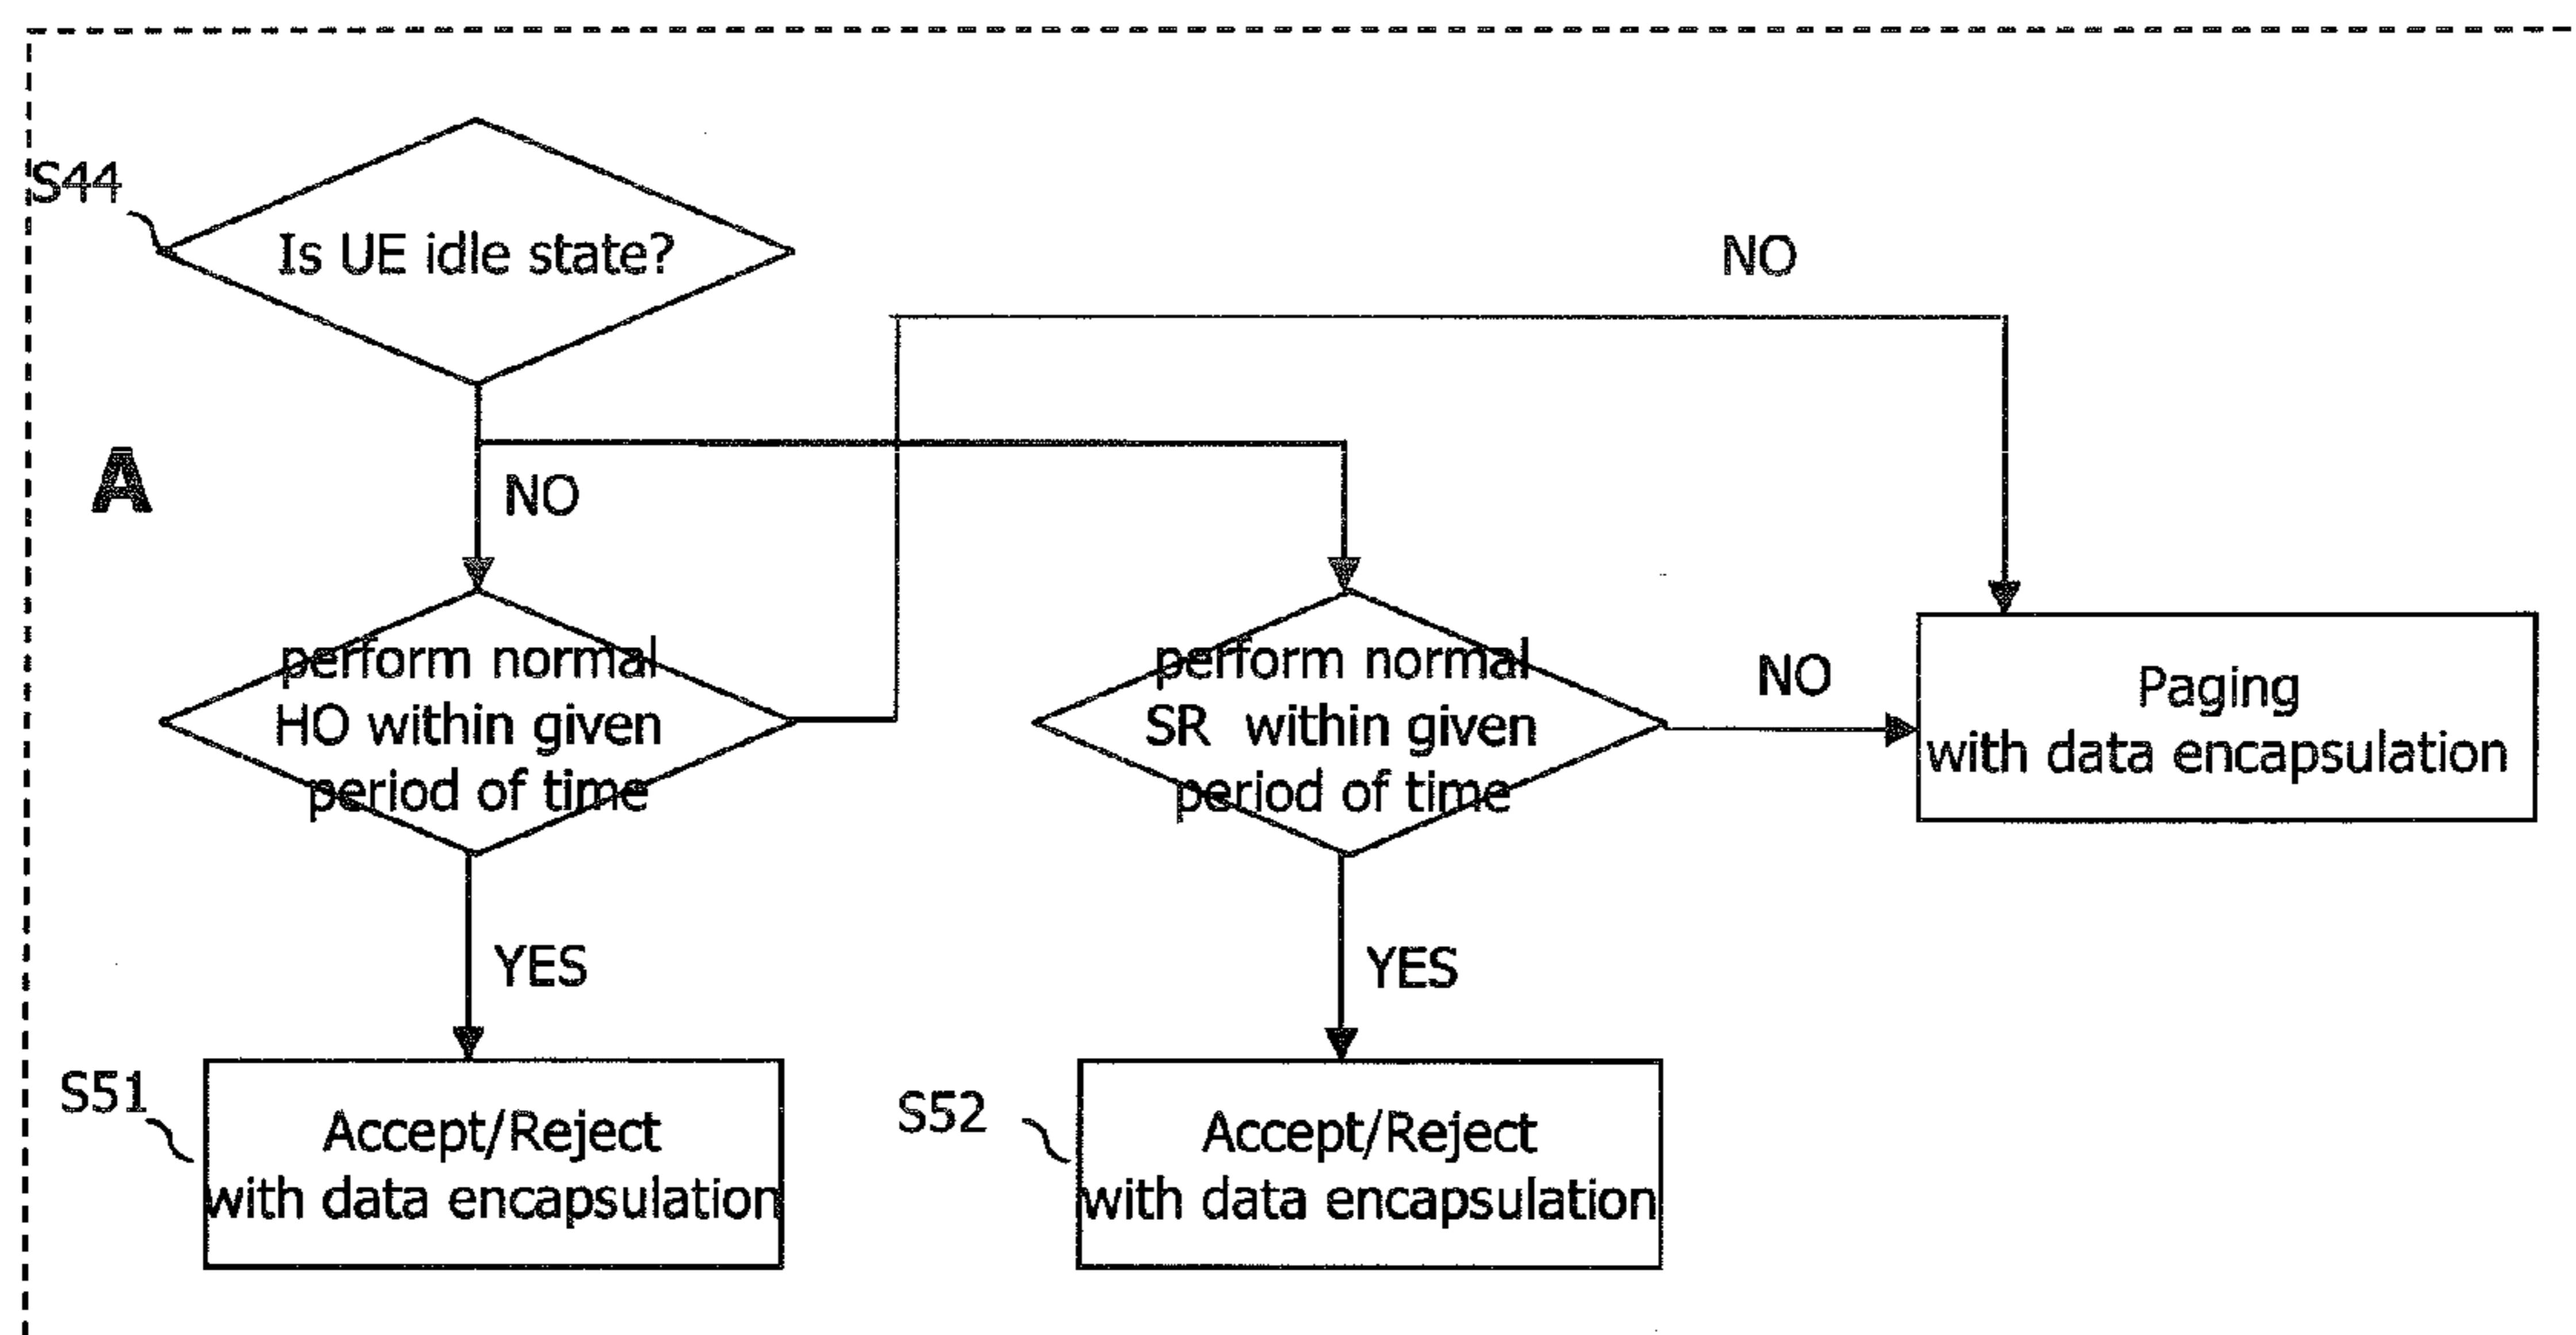 S44
Is UE idle state?
NO
A
NO
perform normal
HO within given
period of time
perform normal
SR within given
period of time
NO
Paging
with data encapsulation
YES
YES
S51
Accept/Reject
with data encapsulation
S52
Accept/Reject
with data encapsulation